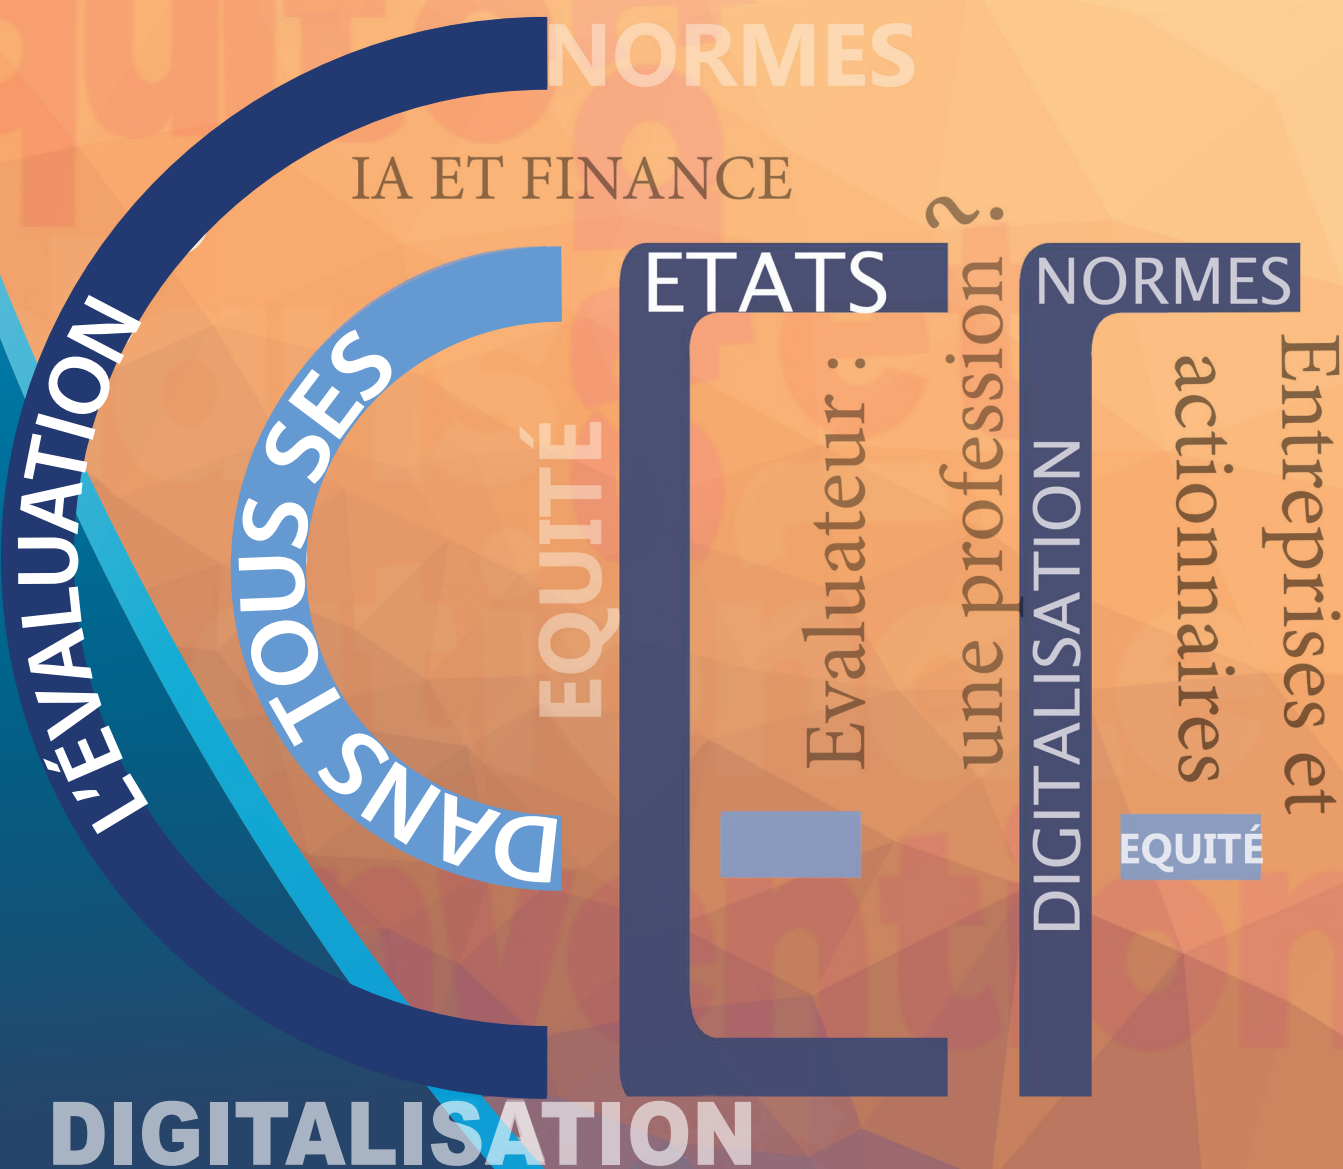 NORMES
IA ET FINANCE
L'ÉVALUATION
DANS TOUS SES
ETATS
NORMES
EQUITÉ
Evaluateur :
une profession ?
DIGITALISATION
Entreprises et
actionnaires
EQUITÉ
DIGITALISATION